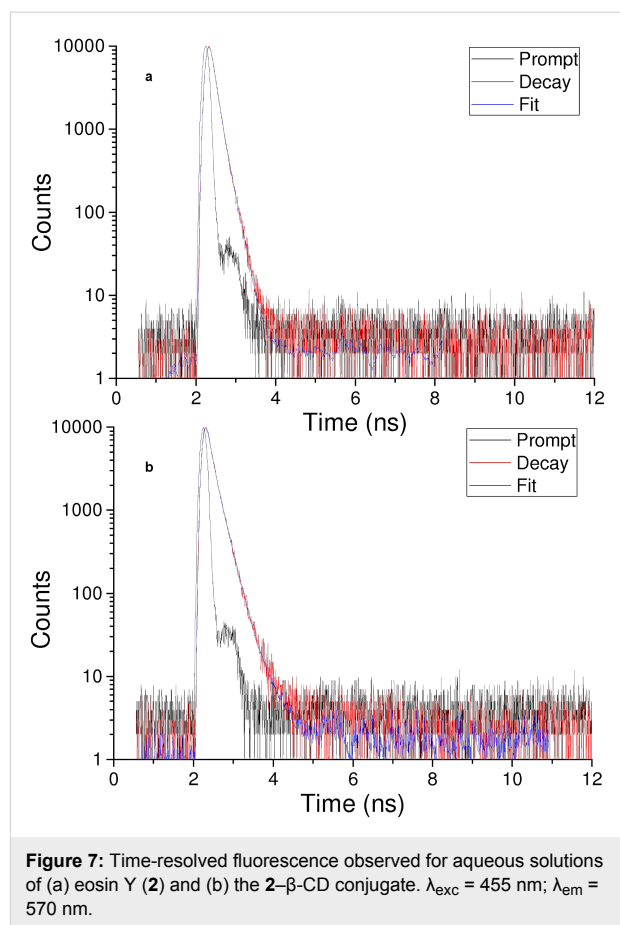 10000
1000
100
10
1
Counts
a
Prompt
Decay
Fit
0 2 4 6 8 10 12
Time (ns)
10000
1000
100
10
1
Counts
b
Prompt
Decay
Fit
0 2 4 6 8 10 12
Time (ns)
Figure 7: Time-resolved fluorescence observed for aqueous solutions
of (a) eosin Y (2) and (b) the 2–β-CD conjugate. λexc = 455 nm; λem =
570 nm.